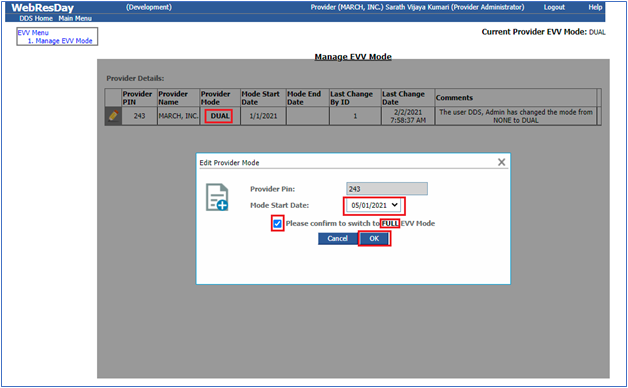 WebResDay (Development) Provider (MARCH, INC.) Sarath Vijaya Kumari (Provider Administrator) Logout Help
DDS Home Main Menu
EVV Menu
1. Manage EVV Mode
Current Provider EVV Mode: DUAL
Manage EVV Mode
Provider Details:
Provider PIN Provider Name Provider Mode Mode Start Date Mode End Date Last Change By ID Last Change Date Comments
243 MARCH, INC. DUAL 1/1/2021 1 2/2/2021 7:58:37 AM The user DDS, Admin has changed the mode from NONE to DUAL
Edit Provider Mode X
Provider Pin: 243
Mode Start Date: 05/01/2021
Please confirm to switch to FULL EVV Mode
Cancel OK